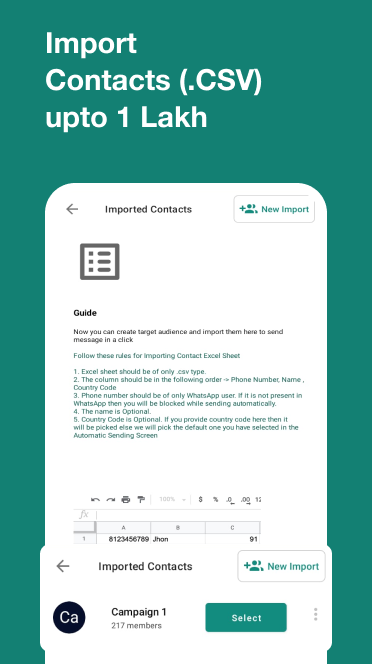 Import
Contacts (.CSV)
upto 1 Lakh
Imported Contacts
New Import
Guide
Now you can create target audience and import them here to send
message in a click
Follow these rules for Importing Contact Excel Sheet
1. Excel sheet should be of only .csv type.
2. The column should be in the following order -> Phone Number, Name ,
Country Code
3. Phone number should be of only WhatsApp user. If it is not present in
WhatsApp then you will be blocked while sending automatically.
4. The name is Optional.
5. Country Code is Optional. If you provide country code here then it
will be picked else we will pick the default one you have selected in the
Automatic Sending Screen
100% $ % .0 .00 12
fx
A B C
1 8123456789 Jhon 91
Imported Contacts
New Import
Ca
Campaign 1
217 members
Select